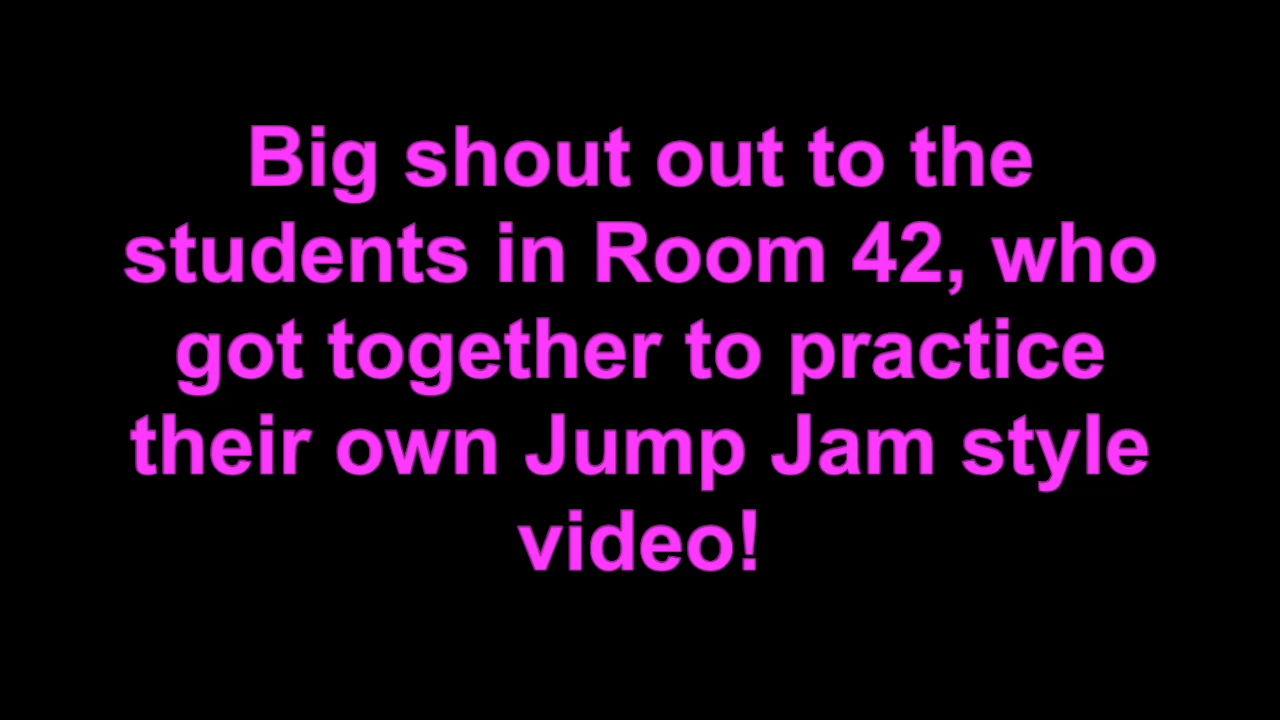 Big shout out to the
students in Room 42, who
got together to practice
their own Jump Jam style
video!